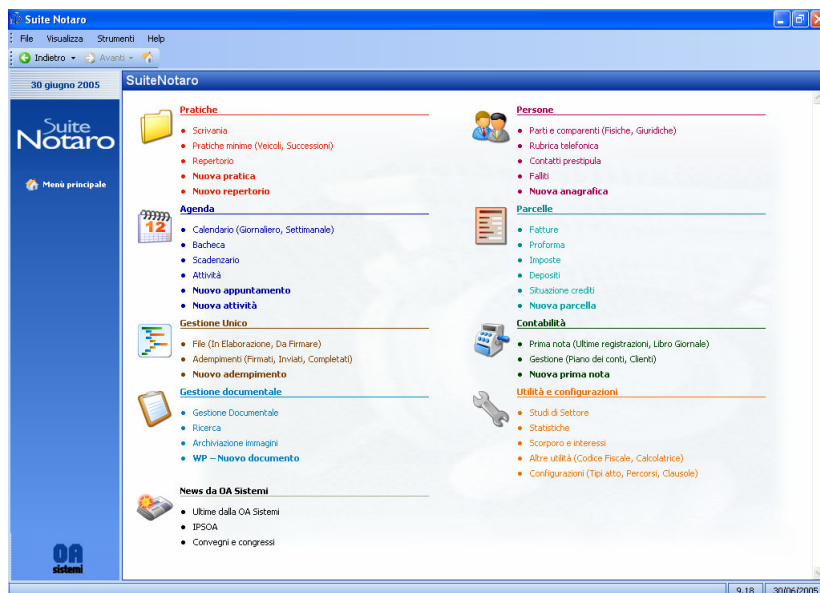 Suite Notaro
File Visualizza Strumenti Help
Indietro Avanti
30 giugno 2005
SuiteNotaro
Suite
Notaro
Menù principale
OA
sistemi
Pratiche
• Scrivania
• Pratiche minime (Veicoli, Successioni)
• Repertorio
• Nuova pratica
• Nuovo repertorio
Agenda
12
• Calendario (Giornaliero, Settimanale)
• Bacheca
• Scadenzario
• Attività
• Nuovo appuntamento
• Nuova attività
Gestione Unico
• File (In Elaborazione, Da Firmare)
• Adempimenti (Firmati, Inviati, Completati)
• Nuovo adempimento
Gestione documentale
• Gestione Documentale
• Ricerca
• Archiviazione immagini
• WP – Nuovo documento
News da OA Sistemi
• Ultime dalla OA Sistemi
• IPSOA
• Convegni e congressi
Persone
• Parti e comparenti (Fisiche, Giuridiche)
• Rubrica telefonica
• Contatti prestipula
• Falliti
• Nuova anagrafica
Parcelle
• Fatture
• Proforma
• Imposte
• Depositi
• Situazione crediti
• Nuova parcella
Contabilità
• Prima nota (Ultime registrazioni, Libro Giornale)
• Gestione (Piano dei conti, Clienti)
• Nuova prima nota
Utilità e configurazioni
• Studi di Settore
• Statistiche
• Scorporo e interessi
• Altre utilità (Codice Fiscale, Calcolatrice)
• Configurazioni (Tipi atto, Percorsi, Clausole)
9.18 30/06/2005